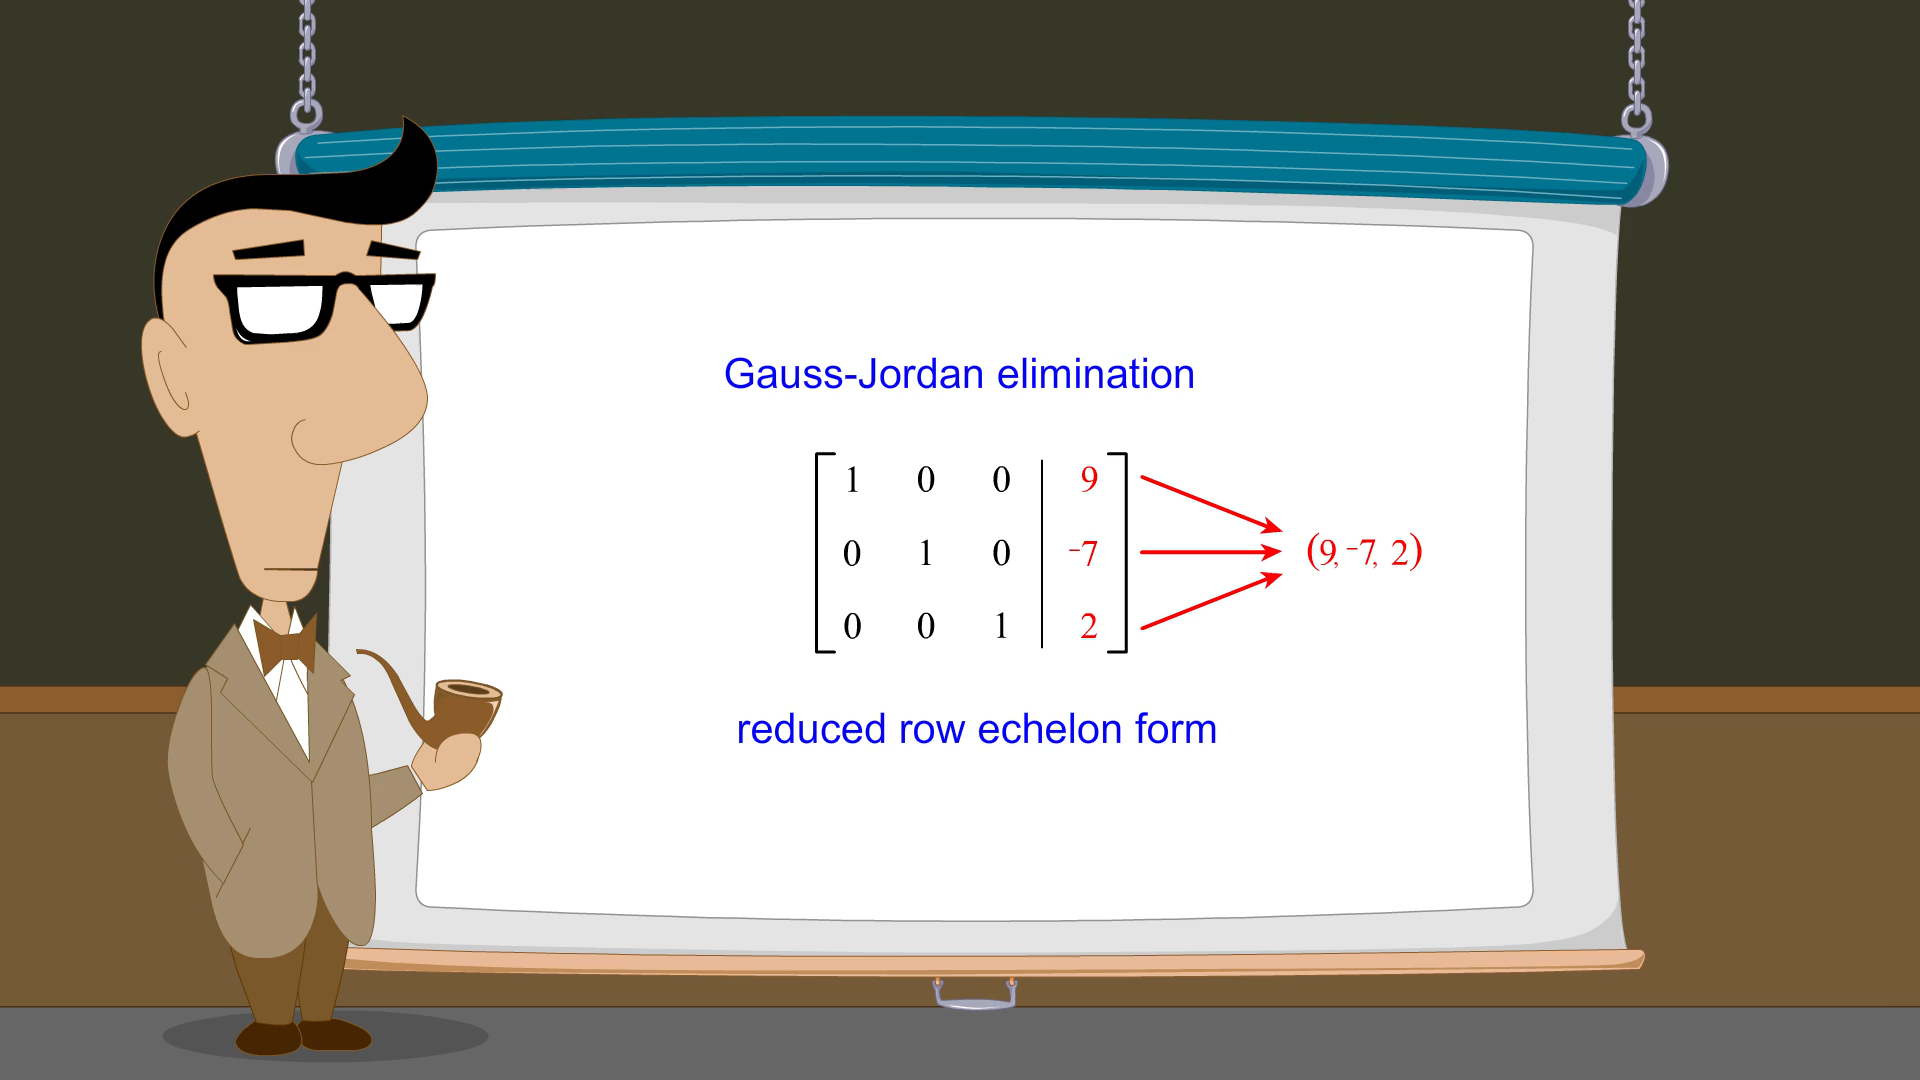 Gauss-Jordan elimination
1 0 0 9
0 1 0 -7 (9, -7, 2)
0 0 1 2
reduced row echelon form